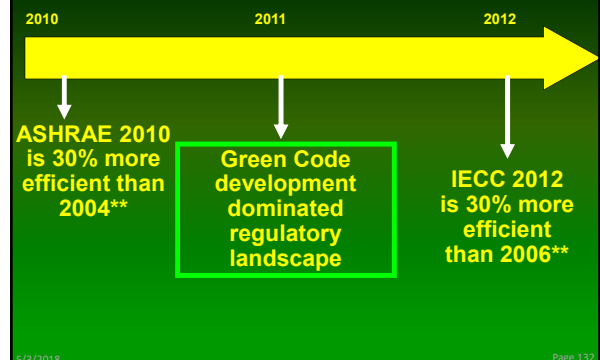 2010 2011 2012
ASHRAE 2010
is 30% more
efficient than
2004**
Green Code
development
dominated
regulatory
landscape
IECC 2012
is 30% more
efficient
than 2006**
5/3/2018 Page 132